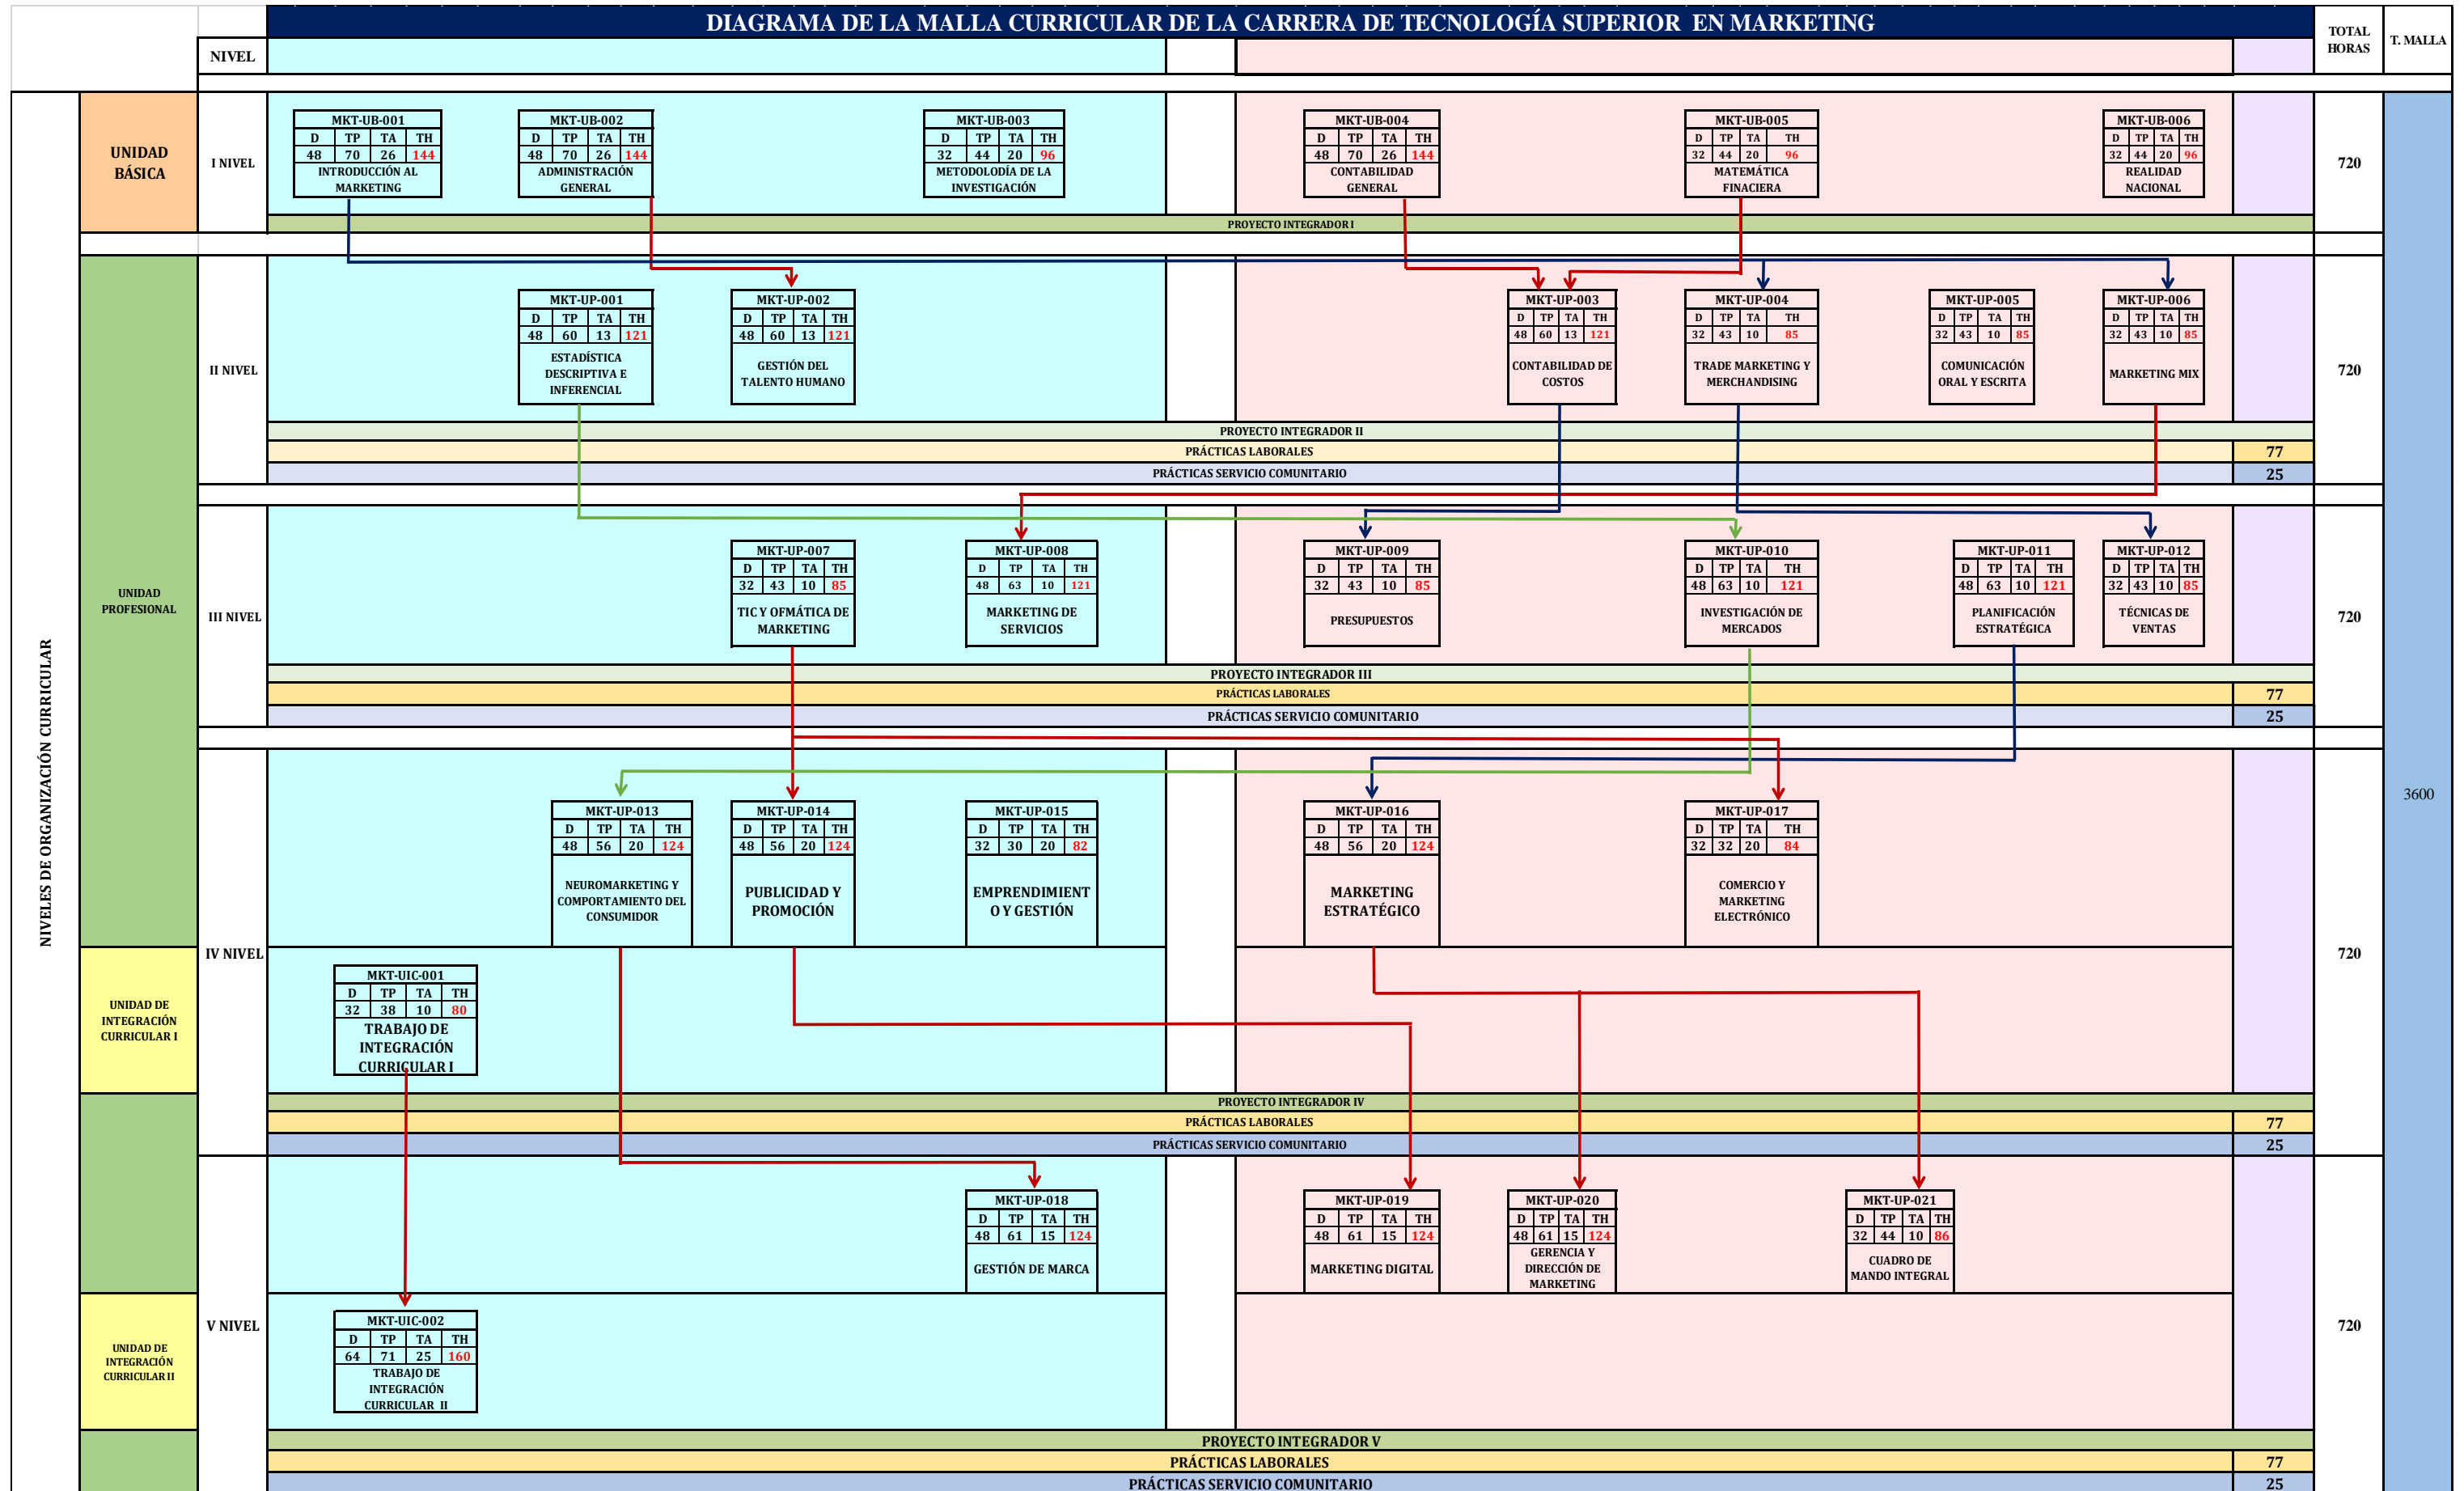 DIAGRAMA DE LA MALLA CURRICULAR DE LA CARRERA DE TECNOLOGÍA SUPERIOR EN MARKETING
TOTAL HORAS
T. MALLA
NIVEL
NIVELES DE ORGANIZACIÓN CURRICULAR
3600
UNIDAD
BÁSICA
I NIVEL
720
MKT-UB-001
D TP TA TH
48 70 26 144
INTRODUCCIÓN AL
MARKETING
MKT-UB-002
D TP TA TH
48 70 26 144
ADMINISTRACIÓN
GENERAL
MKT-UB-003
D TP TA TH
32 44 20 96
METODOLODÍA DE LA
INVESTIGACIÓN
MKT-UB-004
D TP TA TH
48 70 26 144
CONTABILIDAD
GENERAL
MKT-UB-005
D TP TA TH
32 44 20 96
MATEMÁTICA
FINACIERA
MKT-UB-006
D TP TA TH
32 44 20 96
REALIDAD
NACIONAL
PROYECTO INTEGRADOR I
UNIDAD
PROFESIONAL
II NIVEL
720
MKT-UP-001
D TP TA TH
48 60 13 121
ESTADÍSTICA
DESCRIPTIVA E
INFERENCIAL
MKT-UP-002
D TP TA TH
48 60 13 121
GESTIÓN DEL
TALENTO HUMANO
MKT-UP-003
D TP TA TH
48 60 13 121
CONTABILIDAD DE
COSTOS
MKT-UP-004
D TP TA TH
32 43 10 85
TRADE MARKETING Y
MERCHANDISING
MKT-UP-005
D TP TA TH
32 43 10 85
COMUNICACIÓN
ORAL Y ESCRITA
MKT-UP-006
D TP TA TH
32 43 10 85
MARKETING MIX
PROYECTO INTEGRADOR II
PRÁCTICAS LABORALES 77
PRÁCTICAS SERVICIO COMUNITARIO 25
III NIVEL
720
MKT-UP-007
D TP TA TH
32 43 10 85
TIC Y OFMÁTICA DE
MARKETING
MKT-UP-008
D TP TA TH
48 63 10 121
MARKETING DE
SERVICIOS
MKT-UP-009
D TP TA TH
32 43 10 85
PRESUPUESTOS
MKT-UP-010
D TP TA TH
48 63 10 121
INVESTIGACIÓN DE
MERCADOS
MKT-UP-011
D TP TA TH
48 63 10 121
PLANIFICACIÓN
ESTRATÉGICA
MKT-UP-012
D TP TA TH
32 43 10 85
TÉCNICAS DE
VENTAS
PROYECTO INTEGRADOR III
PRÁCTICAS LABORALES 77
PRÁCTICAS SERVICIO COMUNITARIO 25
IV NIVEL
720
MKT-UP-013
D TP TA TH
48 56 20 124
NEUROMARKETING Y
COMPORTAMIENTO DEL
CONSUMIDOR
MKT-UP-014
D TP TA TH
48 56 20 124
PUBLICIDAD Y
PROMOCIÓN
MKT-UP-015
D TP TA TH
32 30 20 82
EMPRENDIMIENT
O Y GESTIÓN
MKT-UP-016
D TP TA TH
48 56 20 124
MARKETING
ESTRATÉGICO
MKT-UP-017
D TP TA TH
32 32 20 84
COMERCIO Y
MARKETING
ELECTRÓNICO
UNIDAD DE
INTEGRACIÓN
CURRICULAR I
MKT-UIC-001
D TP TA TH
32 38 10 80
TRABAJO DE
INTEGRACIÓN
CURRICULAR I
PROYECTO INTEGRADOR IV
PRÁCTICAS LABORALES 77
PRÁCTICAS SERVICIO COMUNITARIO 25
V NIVEL
720
MKT-UP-018
D TP TA TH
48 61 15 124
GESTIÓN DE MARCA
MKT-UP-019
D TP TA TH
48 61 15 124
MARKETING DIGITAL
MKT-UP-020
D TP TA TH
48 61 15 124
GERENCIA Y
DIRECCIÓN DE
MARKETING
MKT-UP-021
D TP TA TH
32 44 10 86
CUADRO DE
MANDO INTEGRAL
UNIDAD DE
INTEGRACIÓN
CURRICULAR II
MKT-UIC-002
D TP TA TH
64 71 25 160
TRABAJO DE
INTEGRACIÓN
CURRICULAR II
PROYECTO INTEGRADOR V
PRÁCTICAS LABORALES 77
PRÁCTICAS SERVICIO COMUNITARIO 25